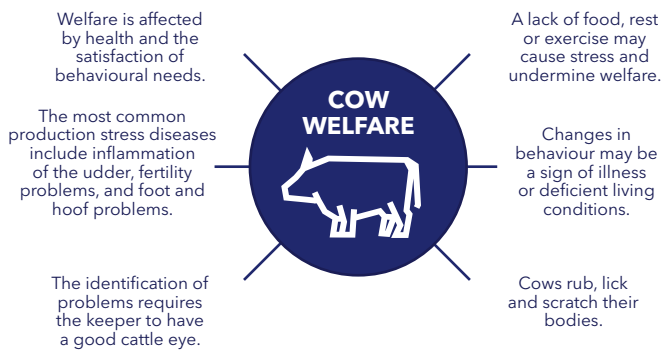 Welfare is affected
by health and the
satisfaction of
behavioural needs.
The most common
production stress diseases
include inflammation
of the udder, fertility
problems, and foot and
hoof problems.
The identification of
problems requires
the keeper to have
a good cattle eye.
COW
WELFARE
A lack of food, rest
or exercise may
cause stress and
undermine welfare.
Changes in
behaviour may be
a sign of illness
or deficient living
conditions.
Cows rub, lick
and scratch their
bodies.